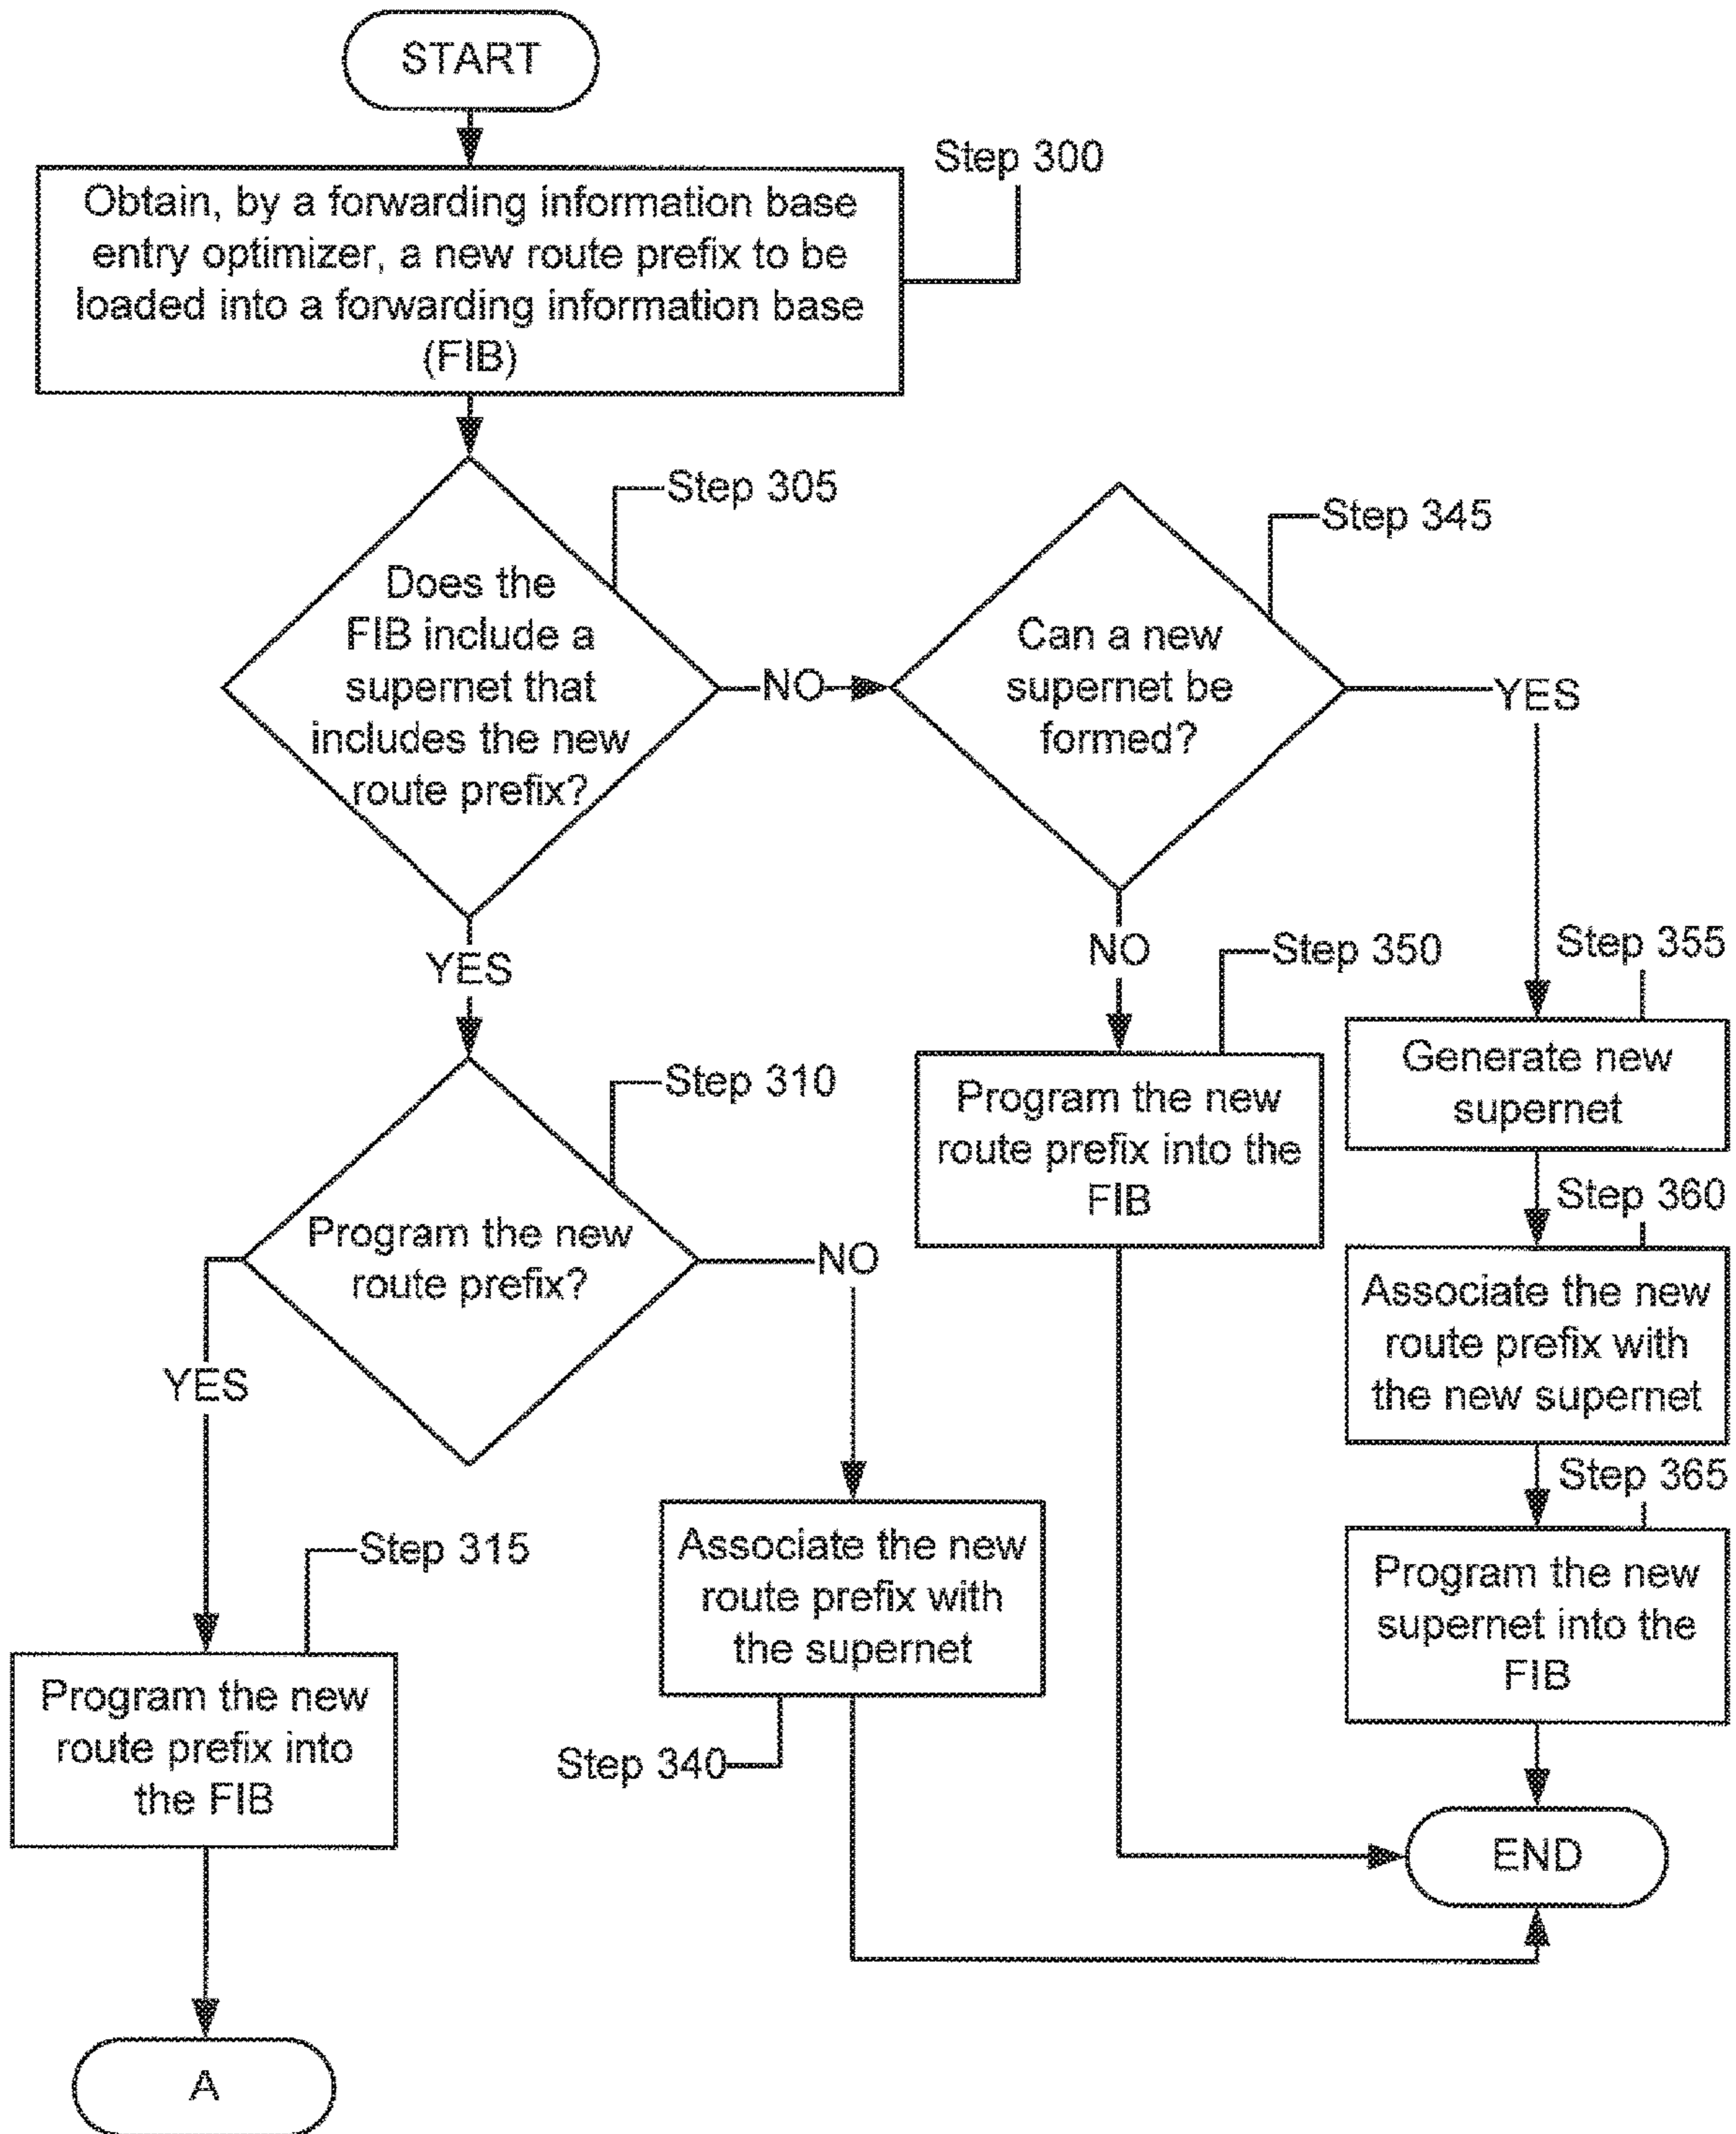 START
Step 300
Obtain, by a forwarding information base
entry optimizer, a new route prefix to be
loaded into a forwarding information base
(FIB)
Step 305
Does the
FIB include a
supernet that
includes the new
route prefix?
NO
Step 345
Can a new
supernet be
formed?
YES
YES
NO
Step 350
Program the new
route prefix into the
FIB
Step 355
Generate new
supernet
Step 360
Associate the new
route prefix with
the new supernet
Step 365
Program the new
supernet into the
FIB
Step 310
Program the new
route prefix?
NO
YES
Step 315
Program the new
route prefix into
the FIB
Associate the new
route prefix with
the supernet
Step 340
END
A